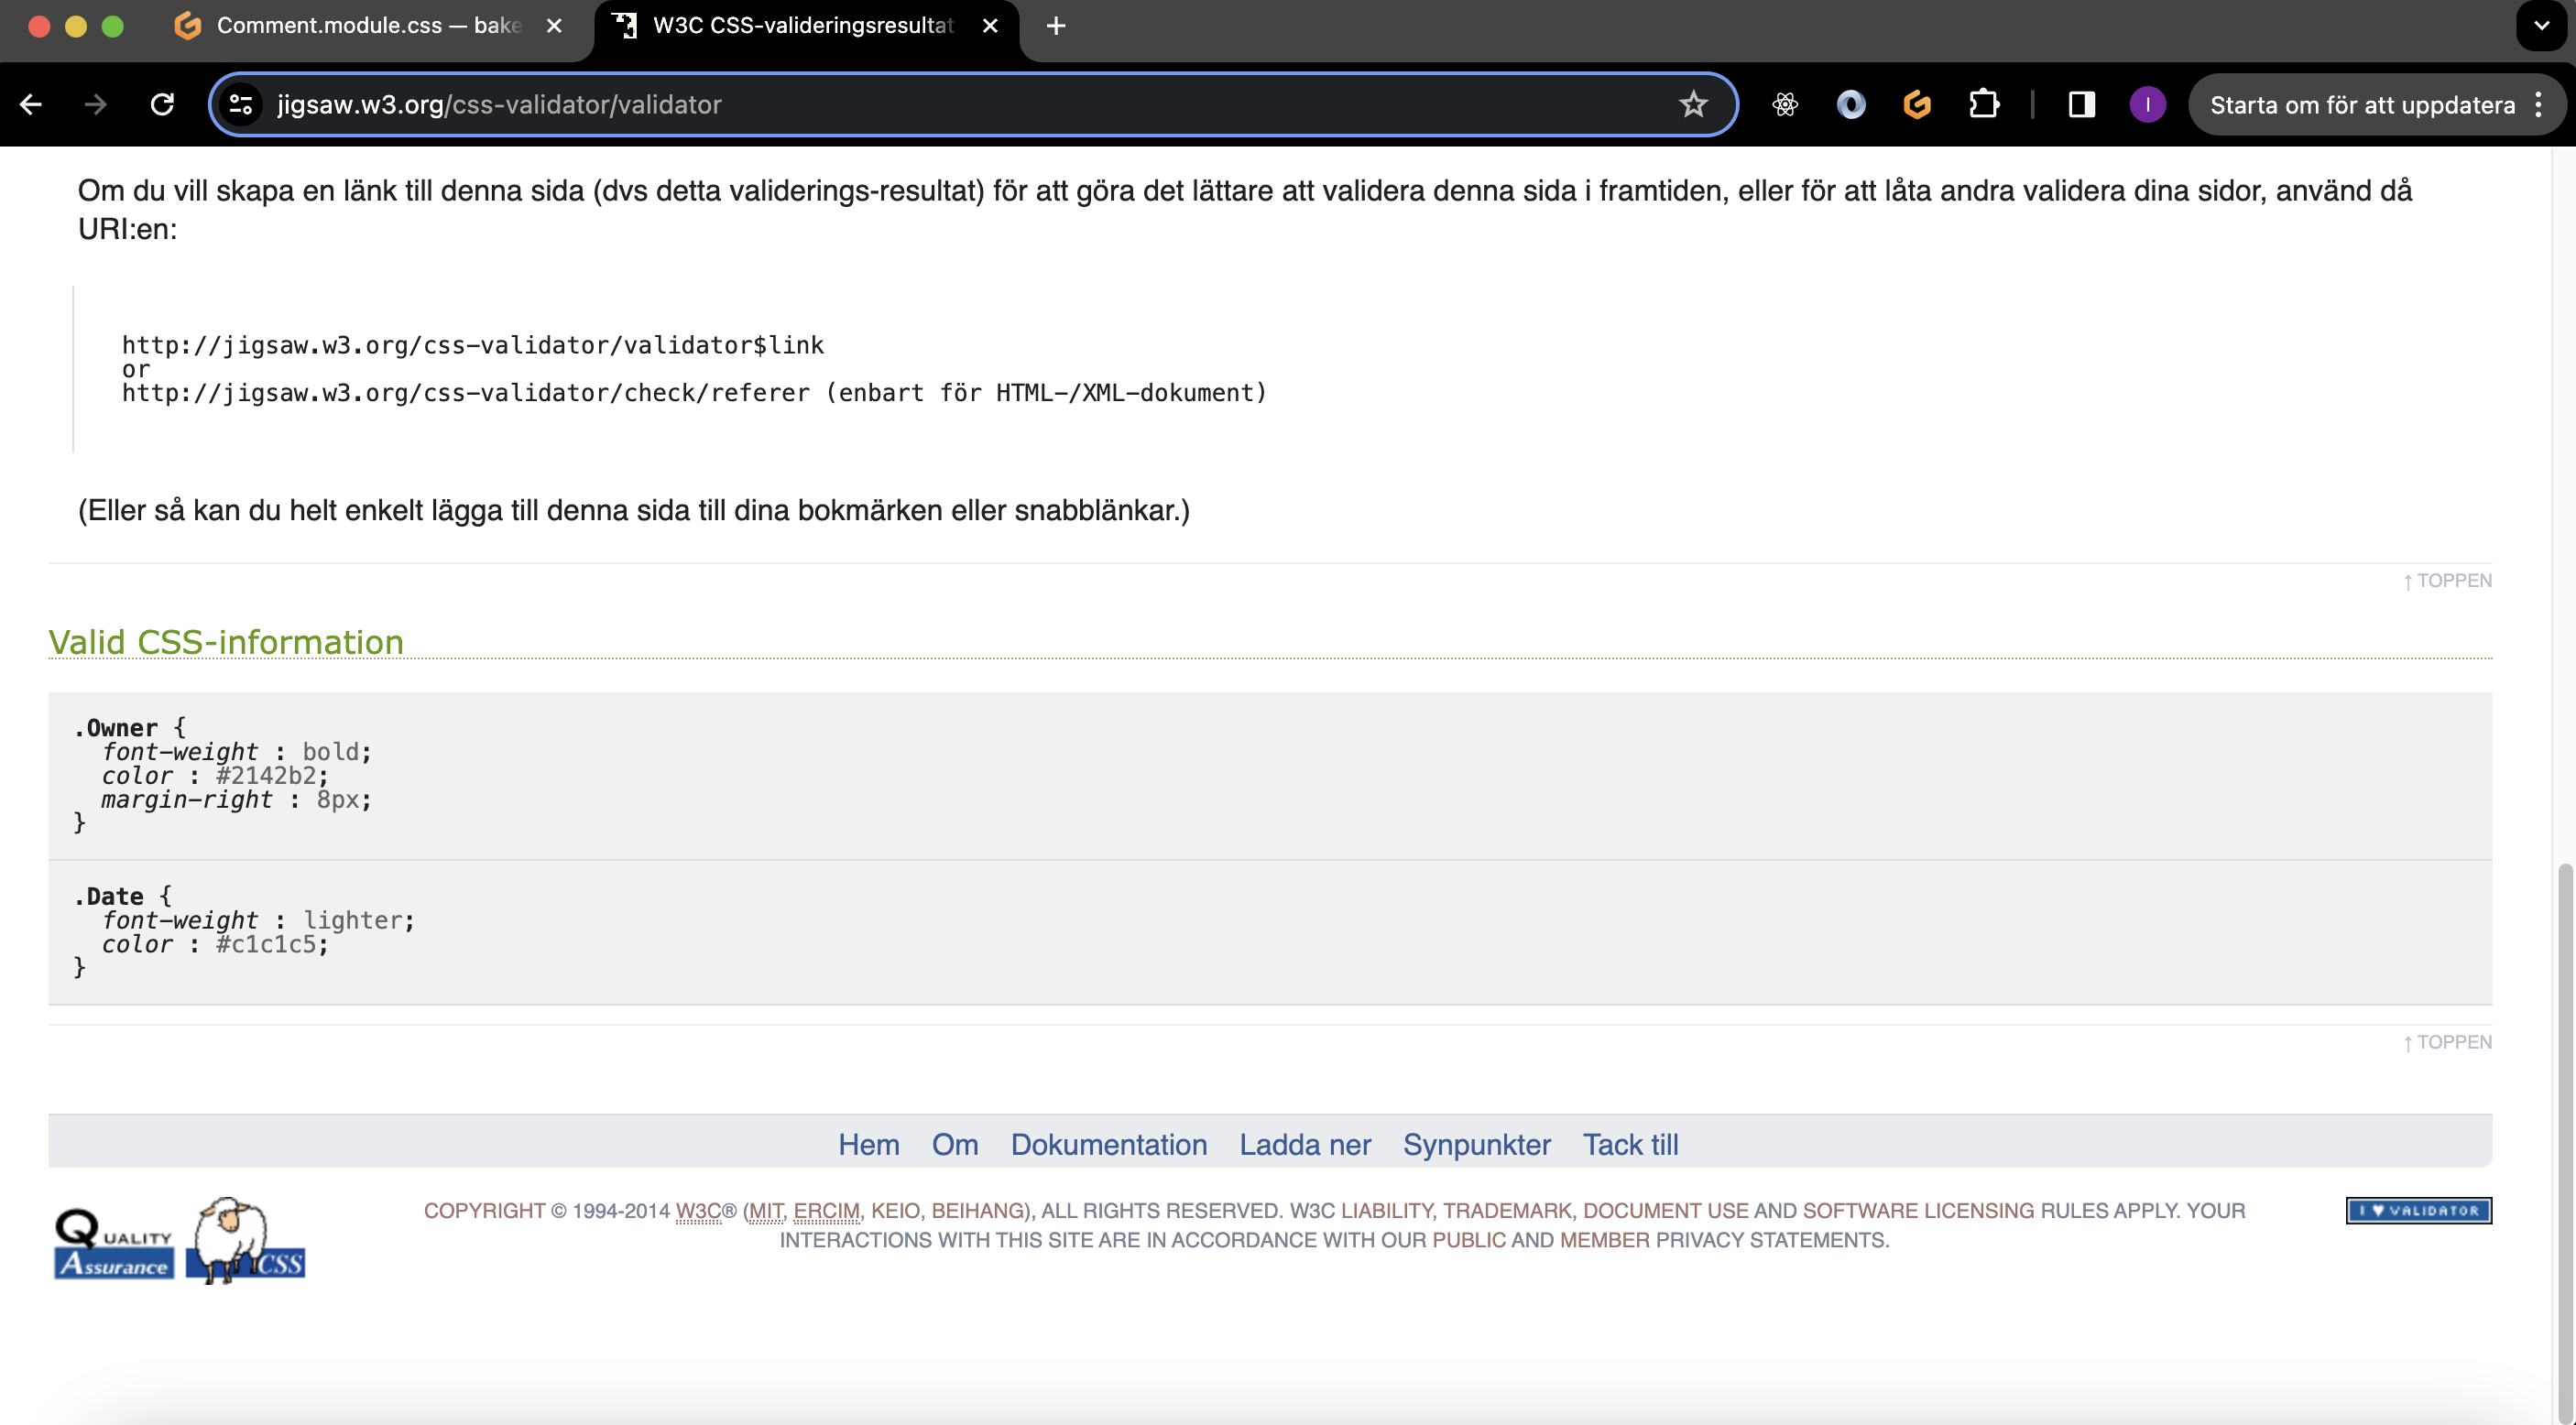 Comment.module.css — bake
W3C CSS-valideringsresultat
jigsaw.w3.org/css-validator/validator
I
Starta om för att uppdatera
Om du vill skapa en länk till denna sida (dvs detta validerings-resultat) för att göra det lättare att validera denna sida i framtiden, eller för att låta andra validera dina sidor, använd då
URI:en:
http://jigsaw.w3.org/css-validator/validator$link
or
http://jigsaw.w3.org/css-validator/check/referer (enbart för HTML-/XML-dokument)
(Eller så kan du helt enkelt lägga till denna sida till dina bokmärken eller snabblänkar.)
↑ TOPPEN
Valid CSS-information
.Owner {
font-weight : bold;
color : #2142b2;
margin-right : 8px;
}
.Date {
font-weight : lighter;
color : #c1c1c5;
}
↑ TOPPEN
Hem Om Dokumentation Ladda ner Synpunkter Tack till
QUALITY
Assurance
CSS
COPYRIGHT © 1994-2014 W3C® (MIT, ERCIM, KEIO, BEIHANG), ALL RIGHTS RESERVED. W3C LIABILITY, TRADEMARK, DOCUMENT USE AND SOFTWARE LICENSING RULES APPLY. YOUR
INTERACTIONS WITH THIS SITE ARE IN ACCORDANCE WITH OUR PUBLIC AND MEMBER PRIVACY STATEMENTS.
I ♥ VALIDATOR